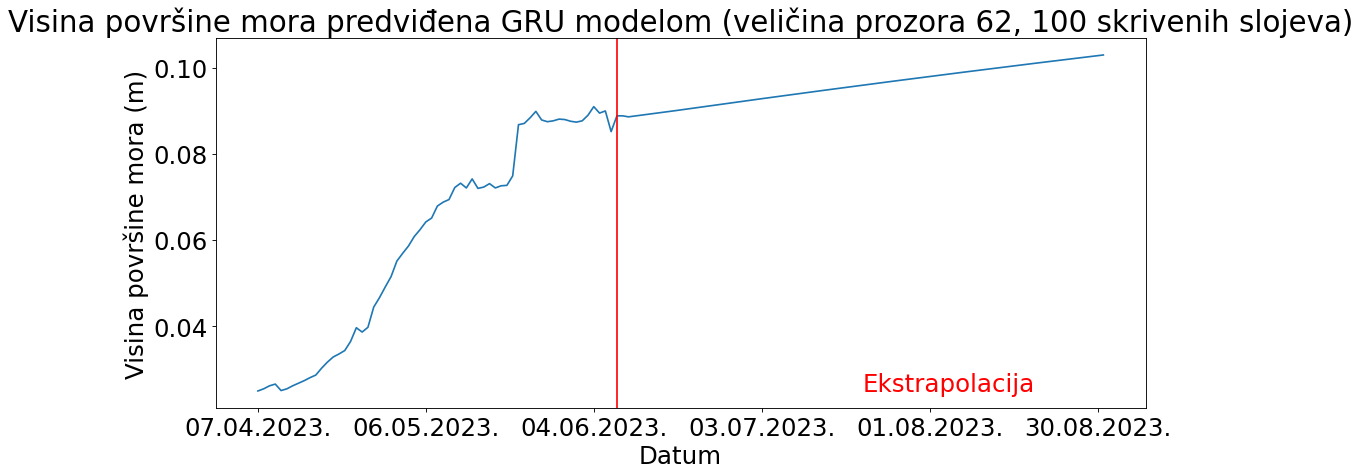 Visina površine mora predviđena GRU modelom (veličina prozora 62, 100 skrivenih slojeva)
Visina površine mora (m)
0.10
0.08
0.06
0.04
Ekstrapolacija
07.04.2023. 06.05.2023. 04.06.2023. 03.07.2023. 01.08.2023. 30.08.2023.
Datum